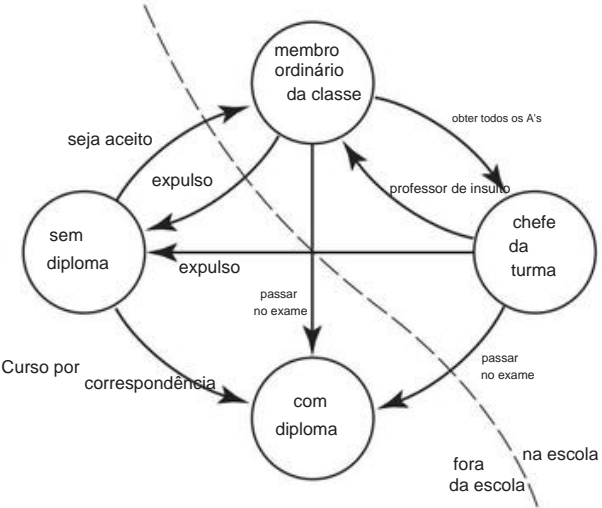 membro
ordinário
da classe
obter todos os A's
seja aceito
expulso
professor de insulto
chefe
da
turma
sem
diploma
expulso
passar
no exame
Curso por
correspondência
passar
no exame
com
diploma
na escola
fora
da escola